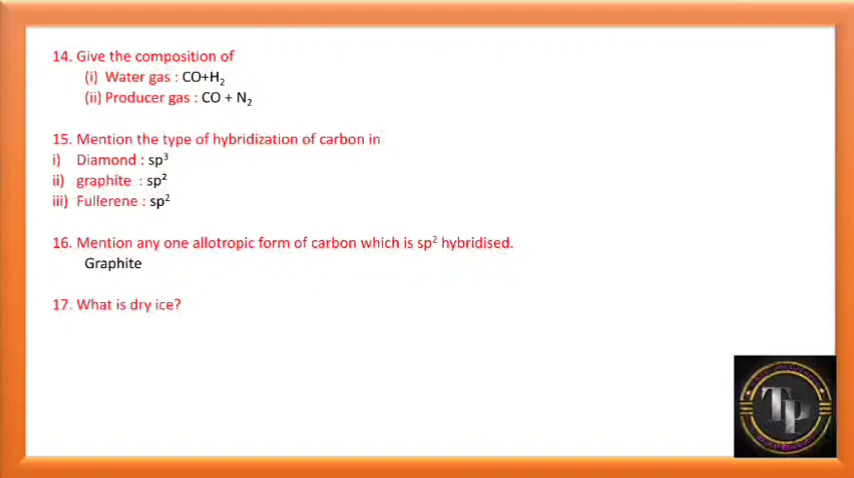 14. Give the composition of
(i) Water gas : CO+H₂
(ii) Producer gas : CO + N₂
15. Mention the type of hybridization of carbon in
i) Diamond : sp³
ii) graphite : sp²
iii) Fullerene : sp²
16. Mention any one allotropic form of carbon which is sp² hybridised.
Graphite
17. What is dry ice?
TP